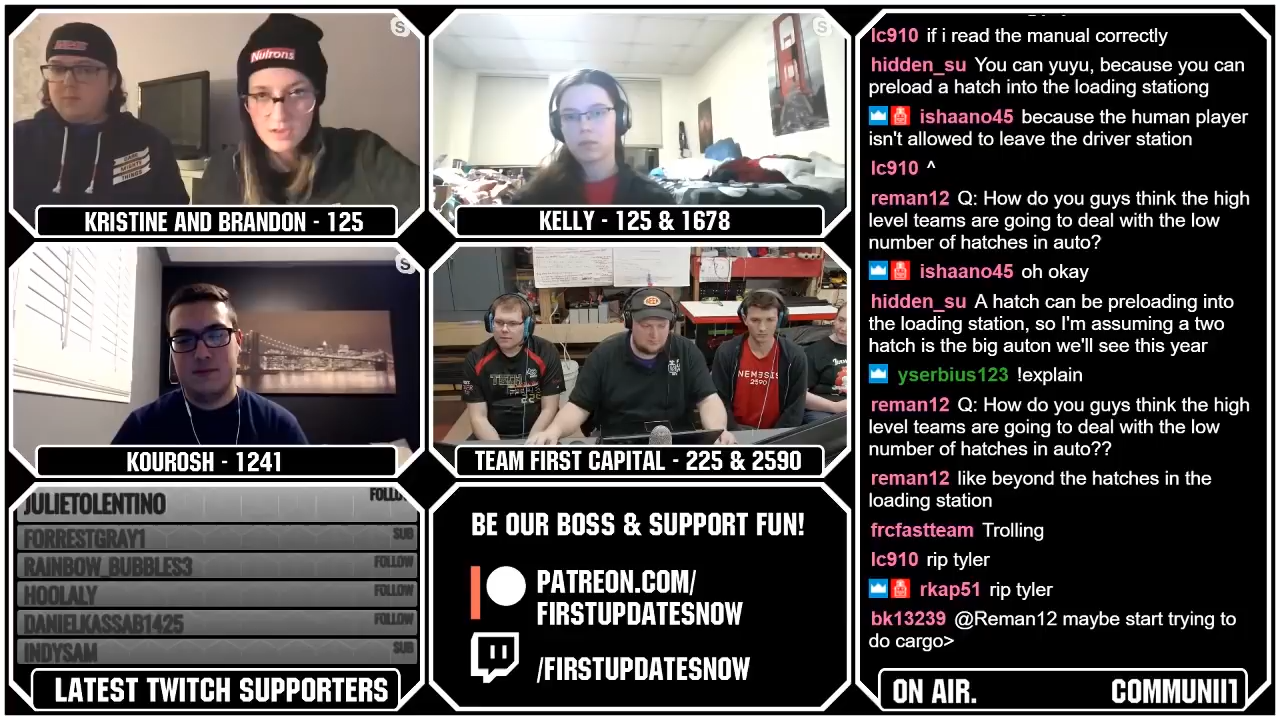 Nutrons
KRISTINE AND BRANDON - 125
KELLY - 125 & 1678
KOUROSH - 1241
NEMESIS
2590
TEAM FIRST CAPITAL - 225 & 2590
JULIETOLENTINO FOLLOW
FORRESTGRAY1 SUB
RAINBOW_BUBBLES3 FOLLOW
HOOLALY FOLLOW
DANIELKASSAB1425 FOLLOW
INDYSAM SUB
LATEST TWITCH SUPPORTERS
BE OUR BOSS & SUPPORT FUN!
PATREON.COM/
FIRSTUPDATESNOW
/FIRSTUPDATESNOW
lc910 if i read the manual correctly
hidden_su You can yuyu, because you can
preload a hatch into the loading stationg
ishaano45 because the human player
isn't allowed to leave the driver station
lc910 ^
reman12 Q: How do you guys think the high
level teams are going to deal with the low
number of hatches in auto?
ishaano45 oh okay
hidden_su A hatch can be preloading into
the loading station, so I'm assuming a two
hatch is the big auton we'll see this year
yserbius123 !explain
reman12 Q: How do you guys think the high
level teams are going to deal with the low
number of hatches in auto??
reman12 like beyond the hatches in the
loading station
frcfastteam Trolling
lc910 rip tyler
rkap51 rip tyler
bk13239 @Reman12 maybe start trying to
do cargo>
ON AIR. COMMUNII1